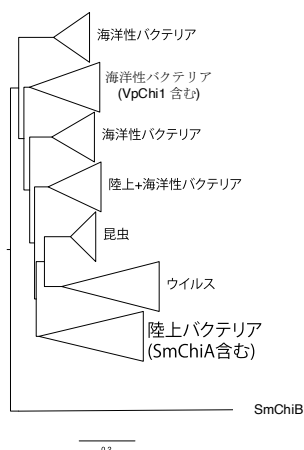 海洋性バクテリア
海洋性バクテリア
(VpChi1 含む)
海洋性バクテリア
陸上+海洋性バクテリア
昆虫
ウイルス
陸上バクテリア
(SmChiA含む)
SmChiB